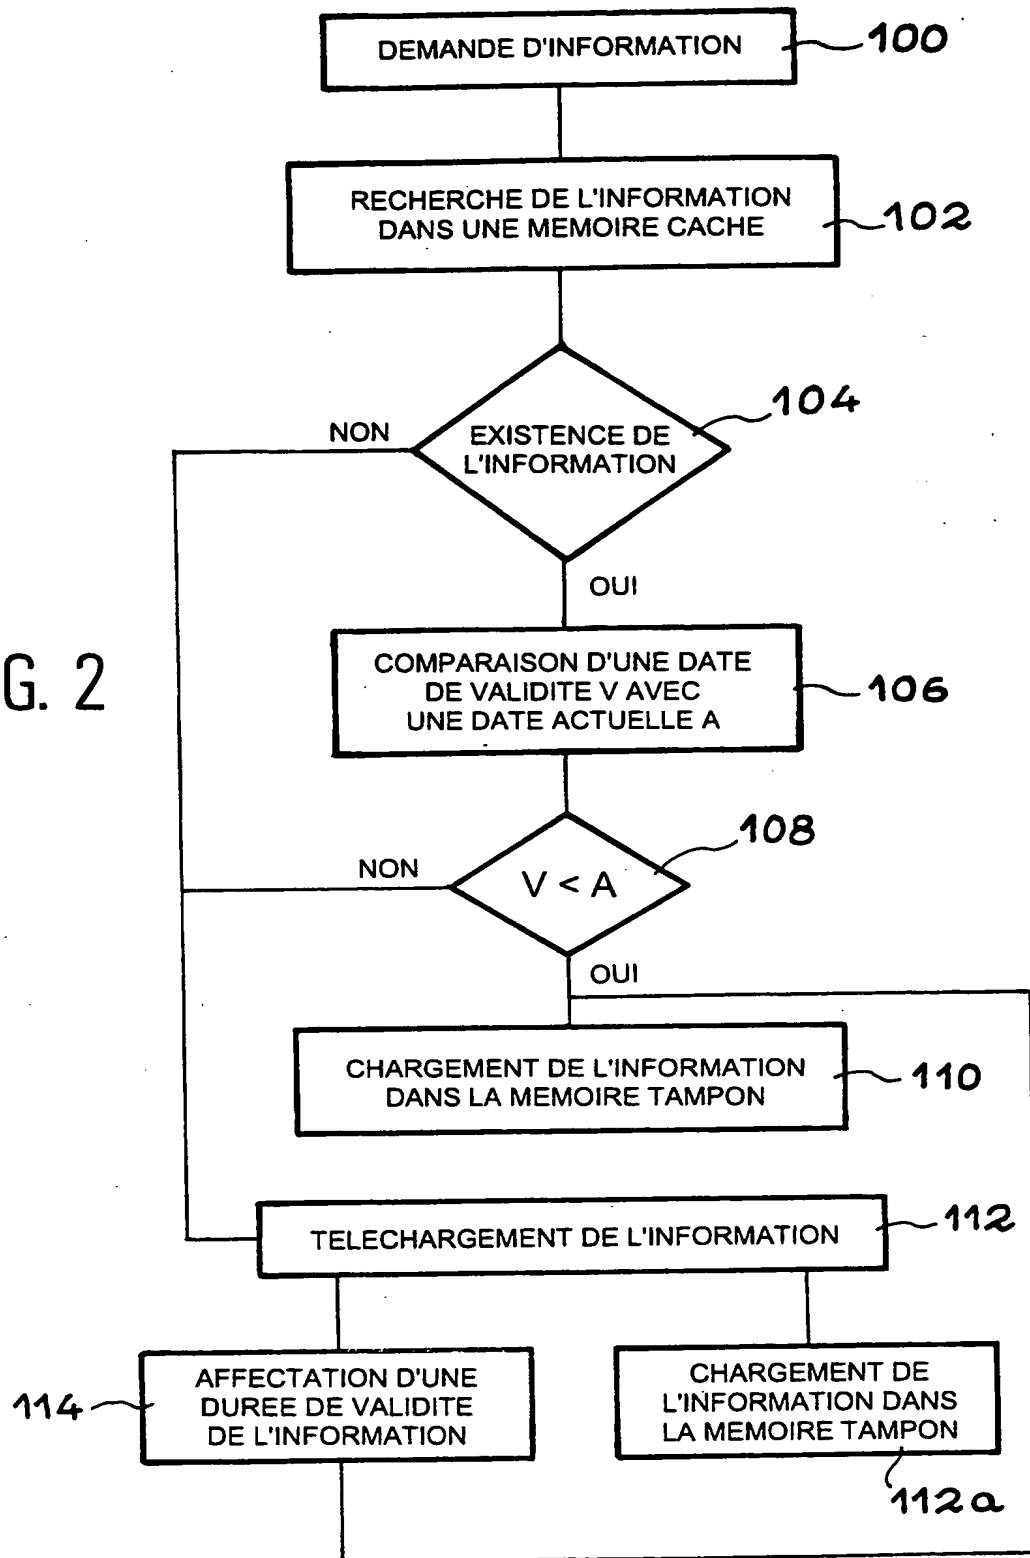 DEMANDE D'INFORMATION
100
RECHERCHE DE L'INFORMATION
DANS UNE MEMOIRE CACHE
102
104
EXISTENCE DE
L'INFORMATION
NON
OUI
G. 2
COMPARAISON D'UNE DATE
DE VALIDITE V AVEC
UNE DATE ACTUELLE A
106
108
NON
V < A
OUI
CHARGEMENT DE L'INFORMATION
DANS LA MEMOIRE TAMPON
110
TELECHARGEMENT DE L'INFORMATION
112
114
AFFECTATION D'UNE
DUREE DE VALIDITE
DE L'INFORMATION
CHARGEMENT DE
L'INFORMATION DANS
LA MEMOIRE TAMPON
112a